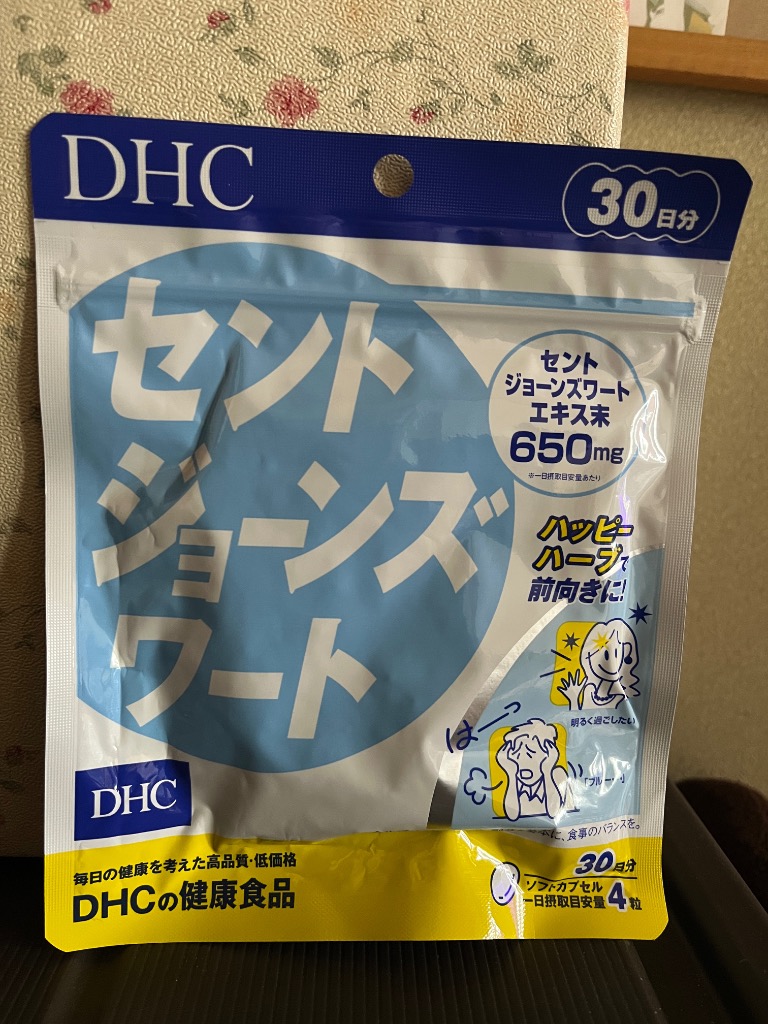 DHC
30日分
セント
ジョーンズ
ワート
セント
ジョーンズワート
エキス末
650mg
※一日摂取目安量あたり
ハッピー
ハーブで
前向きに!
明るく過ごしたい
はーっ
「ブルー…」
DHC
食事のバランスを。
毎日の健康を考えた高品質・低価格
DHCの健康食品
30日分
ソフトカプセル
一日摂取目安量4粒